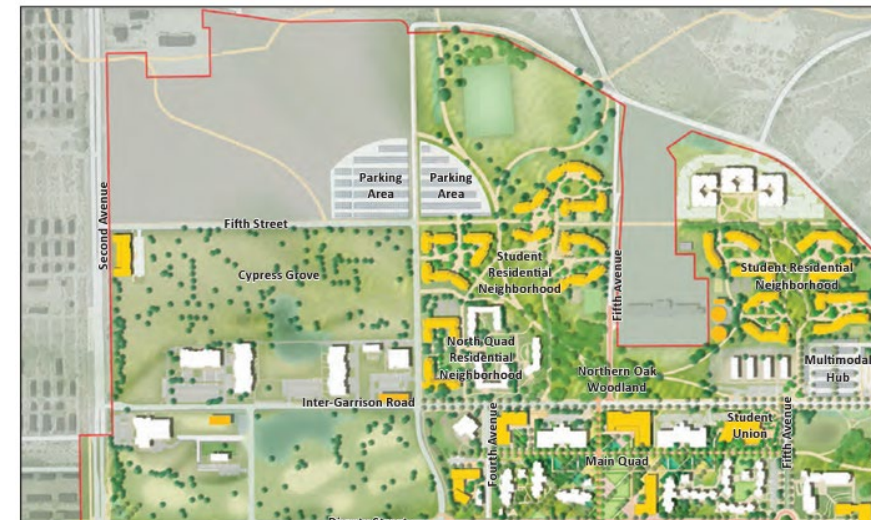 Parking
Area
Parking
Area
Second Avenue
Fifth Street
Cypress Grove
Student
Residential
Neighborhood
Fifth Avenue
Student Residential
Neighborhood
North Quad
Residential
Neighborhood
Northern Oak
Woodland
Multimodal
Hub
Inter-Garrison Road
Fourth Avenue
Student
Union
Fifth Avenue
Main Quad